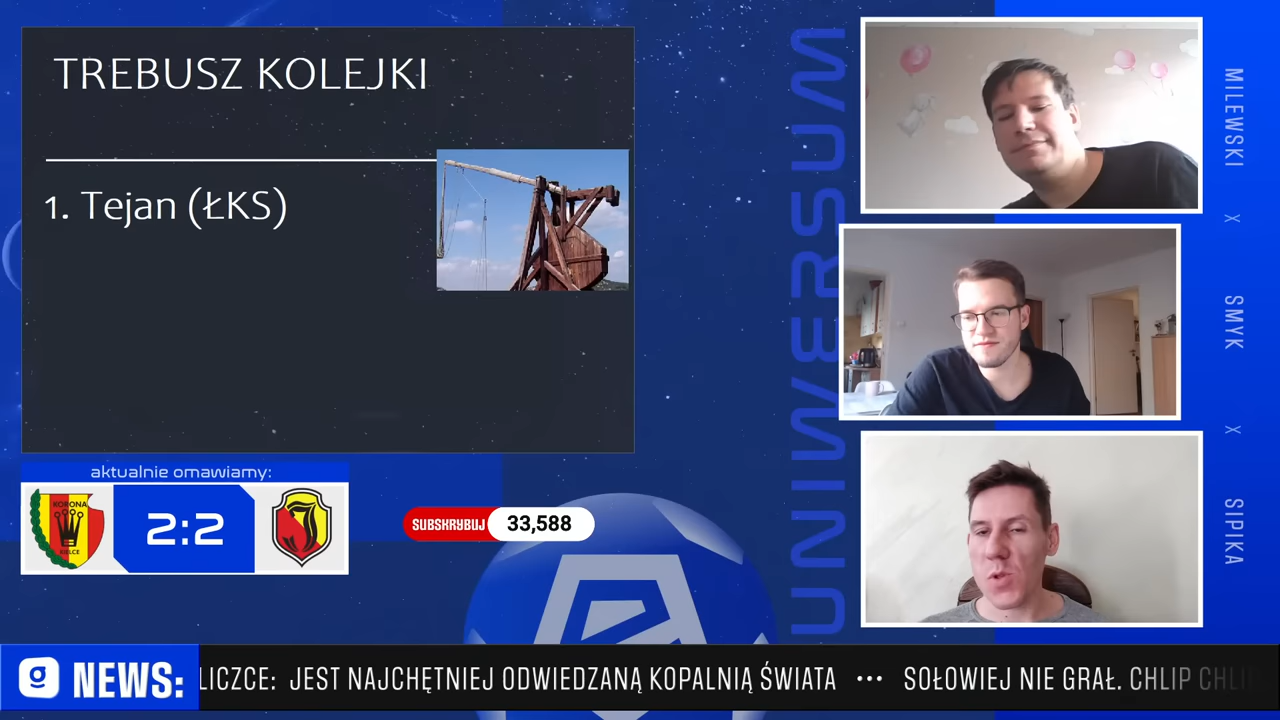 TREBUSZ KOLEJKI
1. Tejan (ŁKS)
aktualnie omawiamy:
KORONA
KIELCE
2:2
J
SUBSKRYBUJ
33,588
UNIWERSUM
MILEWSKI
X
SMYK
X
SIPIKA
g NEWS:
LICZCE: JEST NAJCHĘTNIEJ ODWIEDZANĄ KOPALNIĄ ŚWIATA ••• SOŁOWIEJ NIE GRAŁ. CHLIP